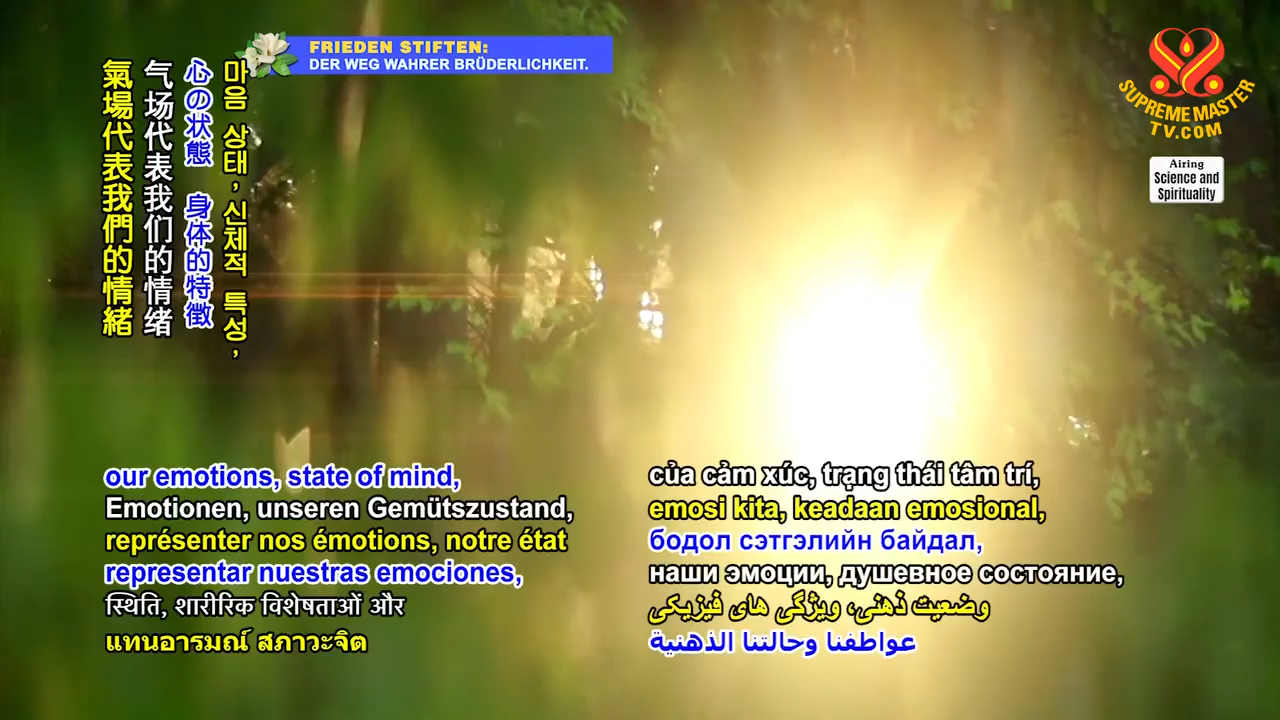 FRIEDEN STIFTEN:
DER WEG WAHRER BRÜDERLICHKEIT.
SUPREME MASTER
TV.COM
Airing
Science and
Spirituality
氣場代表我們的情緒
气场代表我们的情绪
心の状態 身体的特徴
마음 상태, 신체적 특성,
our emotions, state of mind,
Emotionen, unseren Gemütszustand,
représenter nos émotions, notre état
representar nuestras emociones,
स्थिति, शारीरिक विशेषताओं और
แทนอารมณ์ สภาวะจิต
của cảm xúc, trạng thái tâm trí,
emosi kita, keadaan emosional,
бодол сэтгэлийн байдал,
наши эмоции, душевное состояние,
وضعیت ذهنی، ویژگی های فیزیکی
عواطفنا وحالتنا الذهنية